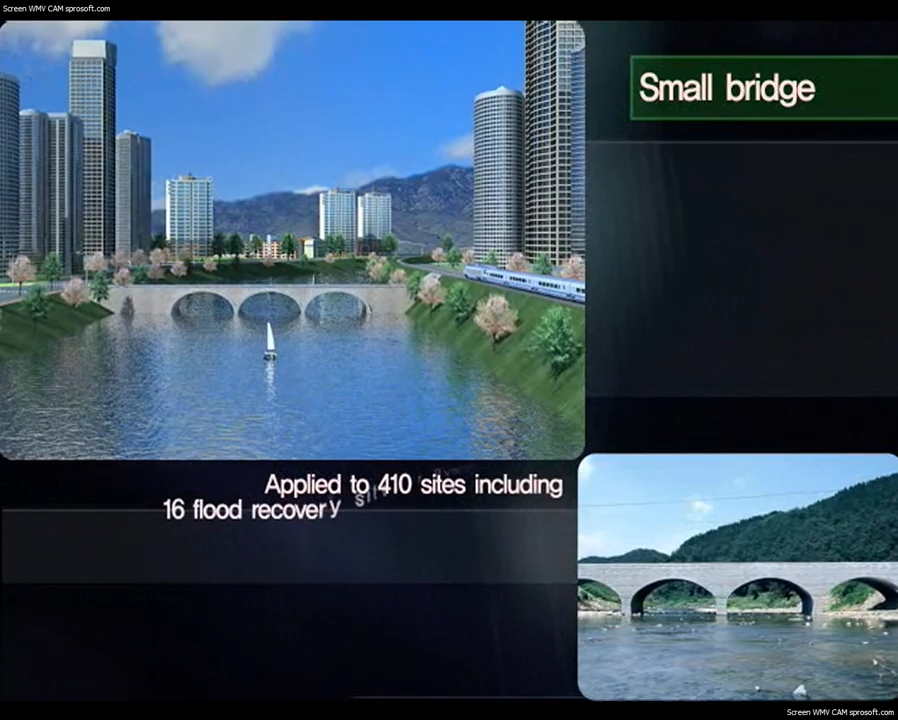 Screen WMV CAM sprosoft.com
Small bridge
Applied to 410 sites including
16 flood recovery
Screen WMV CAM sprosoft.com